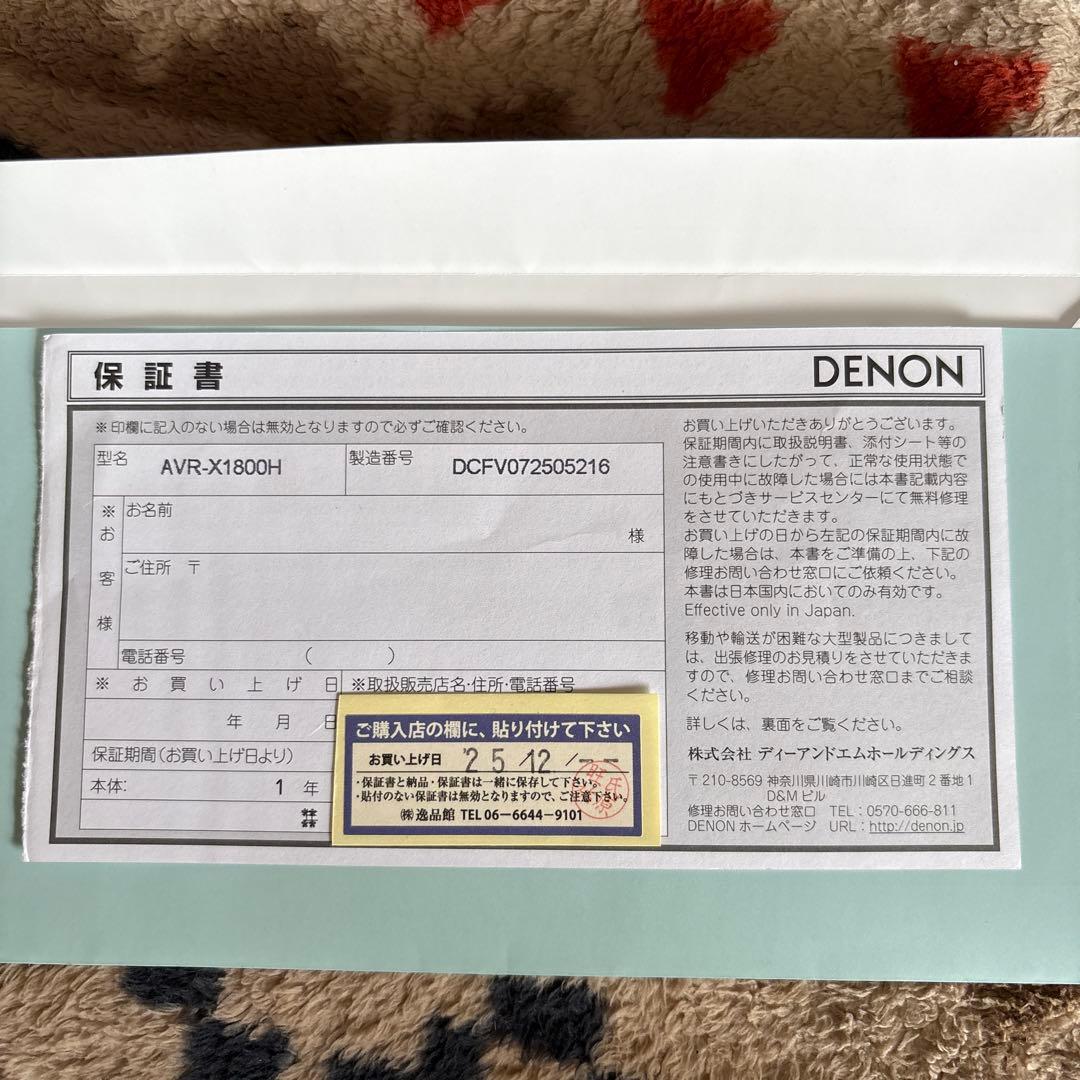 保証書
DENON
※印欄に記入のない場合は無効となりますので必ずご確認ください。
型名 AVR-X1800H
製造番号 DCFV072505216
※お客様
お名前
様
ご住所 〒
電話番号 ( )
※ お買い上げ日
年 月 日
※取扱販売店名・住所・電話番号
保証期間(お買い上げ日より)
本体: 1 年
ご購入店の欄に、貼り付けて下さい
お買い上げ日 '25 12 /--
・保証書と納品・保証書は一緒に保存して下さい。
・貼付のない保証書は無効となりますので、ご注意下さい。
㈱逸品館 TEL 06-6644-9101
お買い上げいただきありがとうございます。
保証期間内に取扱説明書、添付シート等の
注意書きにしたがって、正常な使用状態で
の使用中に故障した場合には本書記載内容
にもとづきサービスセンターにて無料修理
をさせていただきます。
お買い上げの日から左記の保証期間内に故
障した場合は、本書をご準備の上、下記の
修理お問い合わせ窓口にご依頼ください。
本書は日本国内においてのみ有効です。
Effective only in Japan.
移動や輸送が困難な大型製品につきまして
は、出張修理のお見積りをさせていただきま
すので、修理お問い合わせ窓口までご相談
ください。
詳しくは、裏面をご覧ください。
株式会社 ディーアンドエムホールディングス
〒210-8569 神奈川県川崎市川崎区日進町2番地1
D&Mビル
修理お問い合わせ窓口 TEL：0570-666-811
DENONホームページ URL：http://denon.jp